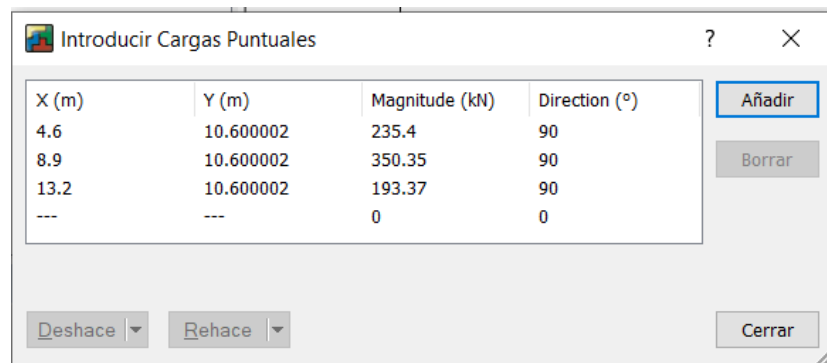 Introducir Cargas Puntuales ?
X (m) Y (m) Magnitude (kN) Direction (º) Añadir
4.6 10.600002 235.4 90
8.9 10.600002 350.35 90 Borrar
13.2 10.600002 193.37 90
--- --- 0 0
Deshace Rehace Cerrar